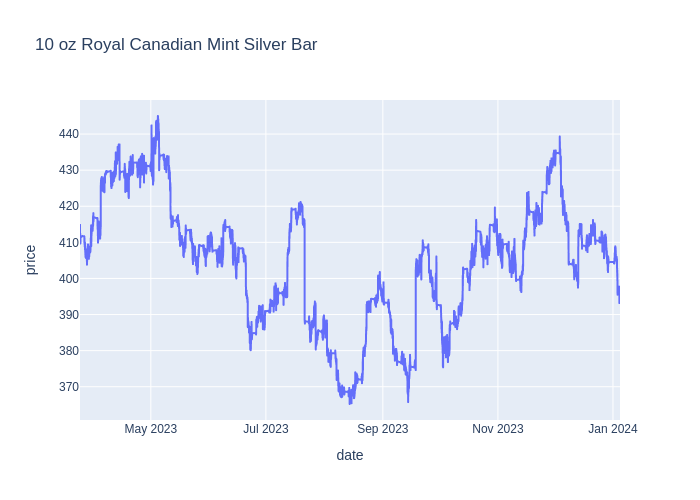 10 oz Royal Canadian Mint Silver Bar
440
430
420
410
400
390
380
370
price
May 2023
Jul 2023
Sep 2023
Nov 2023
Jan 2024
date